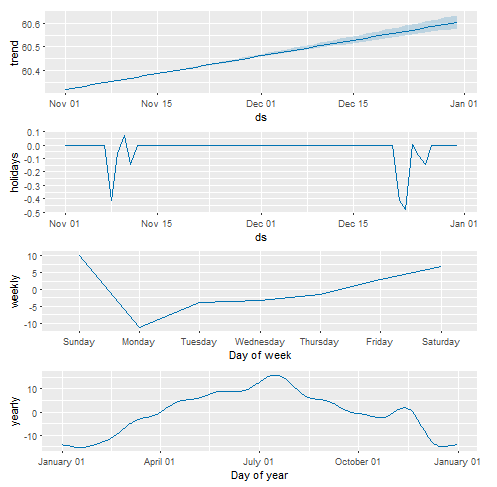 60.6
60.5
60.4
trend
Nov 01 Nov 15 Dec 01 Dec 15 Jan 01
ds
0.1
0.0
-0.1
-0.2
-0.3
-0.4
-0.5
holidays
Nov 01 Nov 15 Dec 01 Dec 15 Jan 01
ds
10
5
0
-5
-10
weekly
Sunday Monday Tuesday Wednesday Thursday Friday Saturday
Day of week
10
0
-10
yearly
January 01 April 01 July 01 October 01 January 01
Day of year